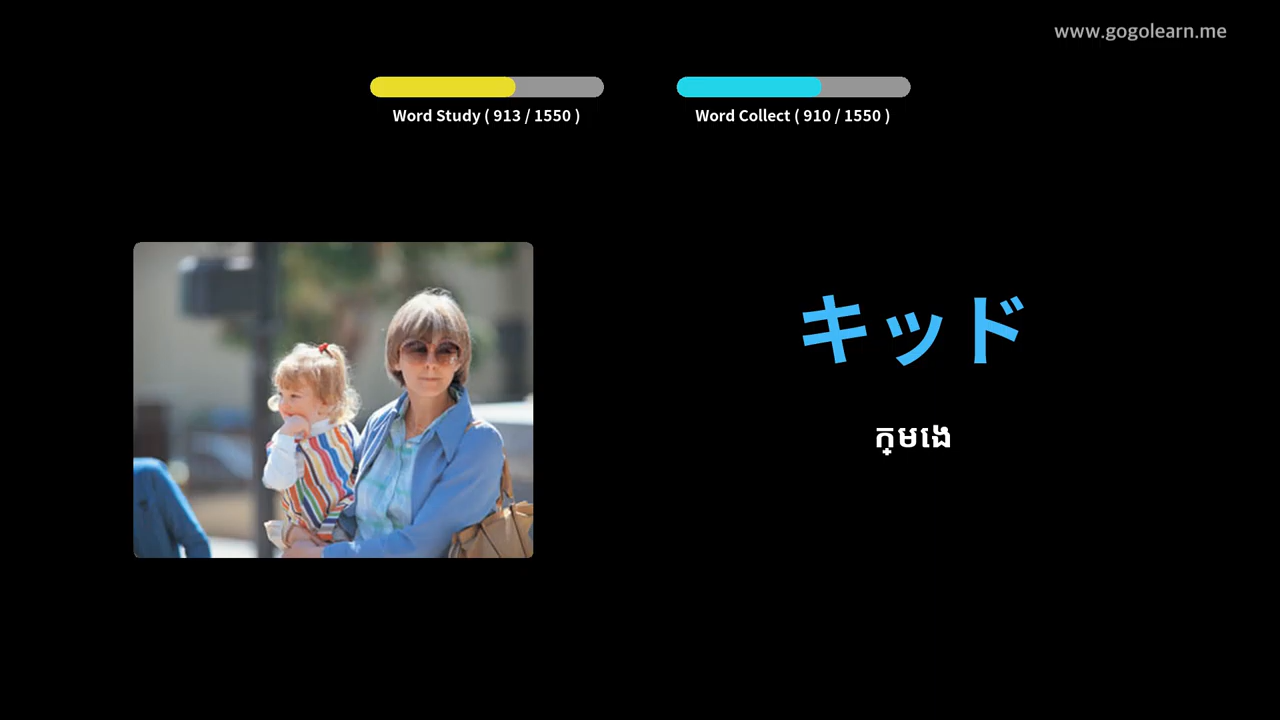 www.gogolearn.me
Word Study ( 913 / 1550 )
Word Collect ( 910 / 1550 )
キッド
ក្មេង